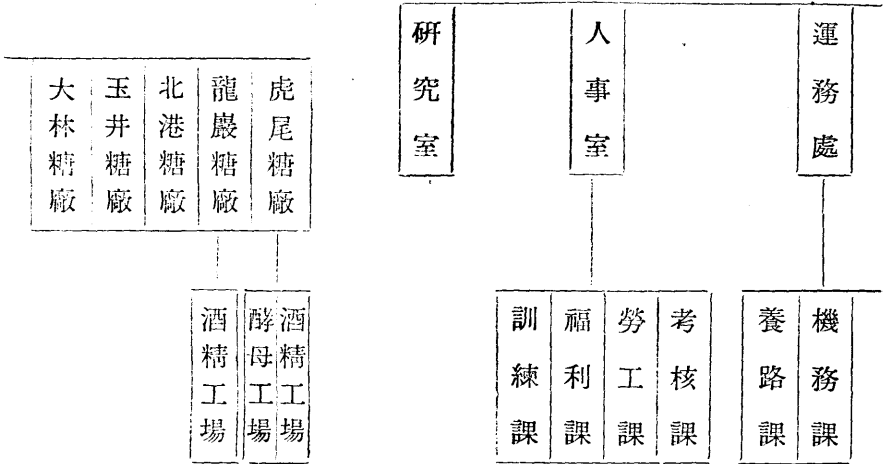 運務處
人事室
研究室
機務課
養路課
考核課
勞工課
福利課
訓練課
虎尾糖廠
龍巖糖廠
北港糖廠
玉井糖廠
大林糖廠
酒精工場
酵母工場
酒精工場